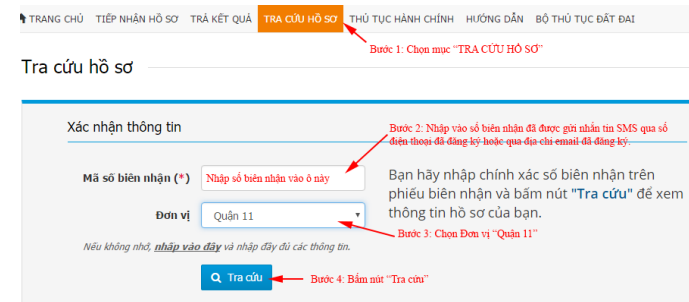 TRANG CHỦ TIẾP NHẬN HỒ SƠ TRẢ KẾT QUẢ TRA CỨU HỒ SƠ THỦ TỤC HÀNH CHÍNH HƯỚNG DẪN BỘ THỦ TỤC ĐẤT ĐAI
Bước 1: Chọn mục “TRA CỨU HỒ SƠ”
Tra cứu hồ sơ
Xác nhận thông tin
Bước 2: Nhập vào số biên nhận đã được gửi nhắn tin SMS qua số
điện thoại đã đăng ký hoặc qua địa chỉ email đã đăng ký.
Mã số biên nhận (*) Nhập số biên nhận vào ô này
Bạn hãy nhập chính xác số biên nhận trên
phiếu biên nhận và bấm nút "Tra cứu" để xem
thông tin hồ sơ của bạn.
Đơn vị Quận 11
Bước 3: Chọn Đơn vị “Quận 11”
Nếu không nhớ, nhấp vào đây và nhập đầy đủ các thông tin.
Tra cứu
Bước 4: Bấm nút “Tra cứu”